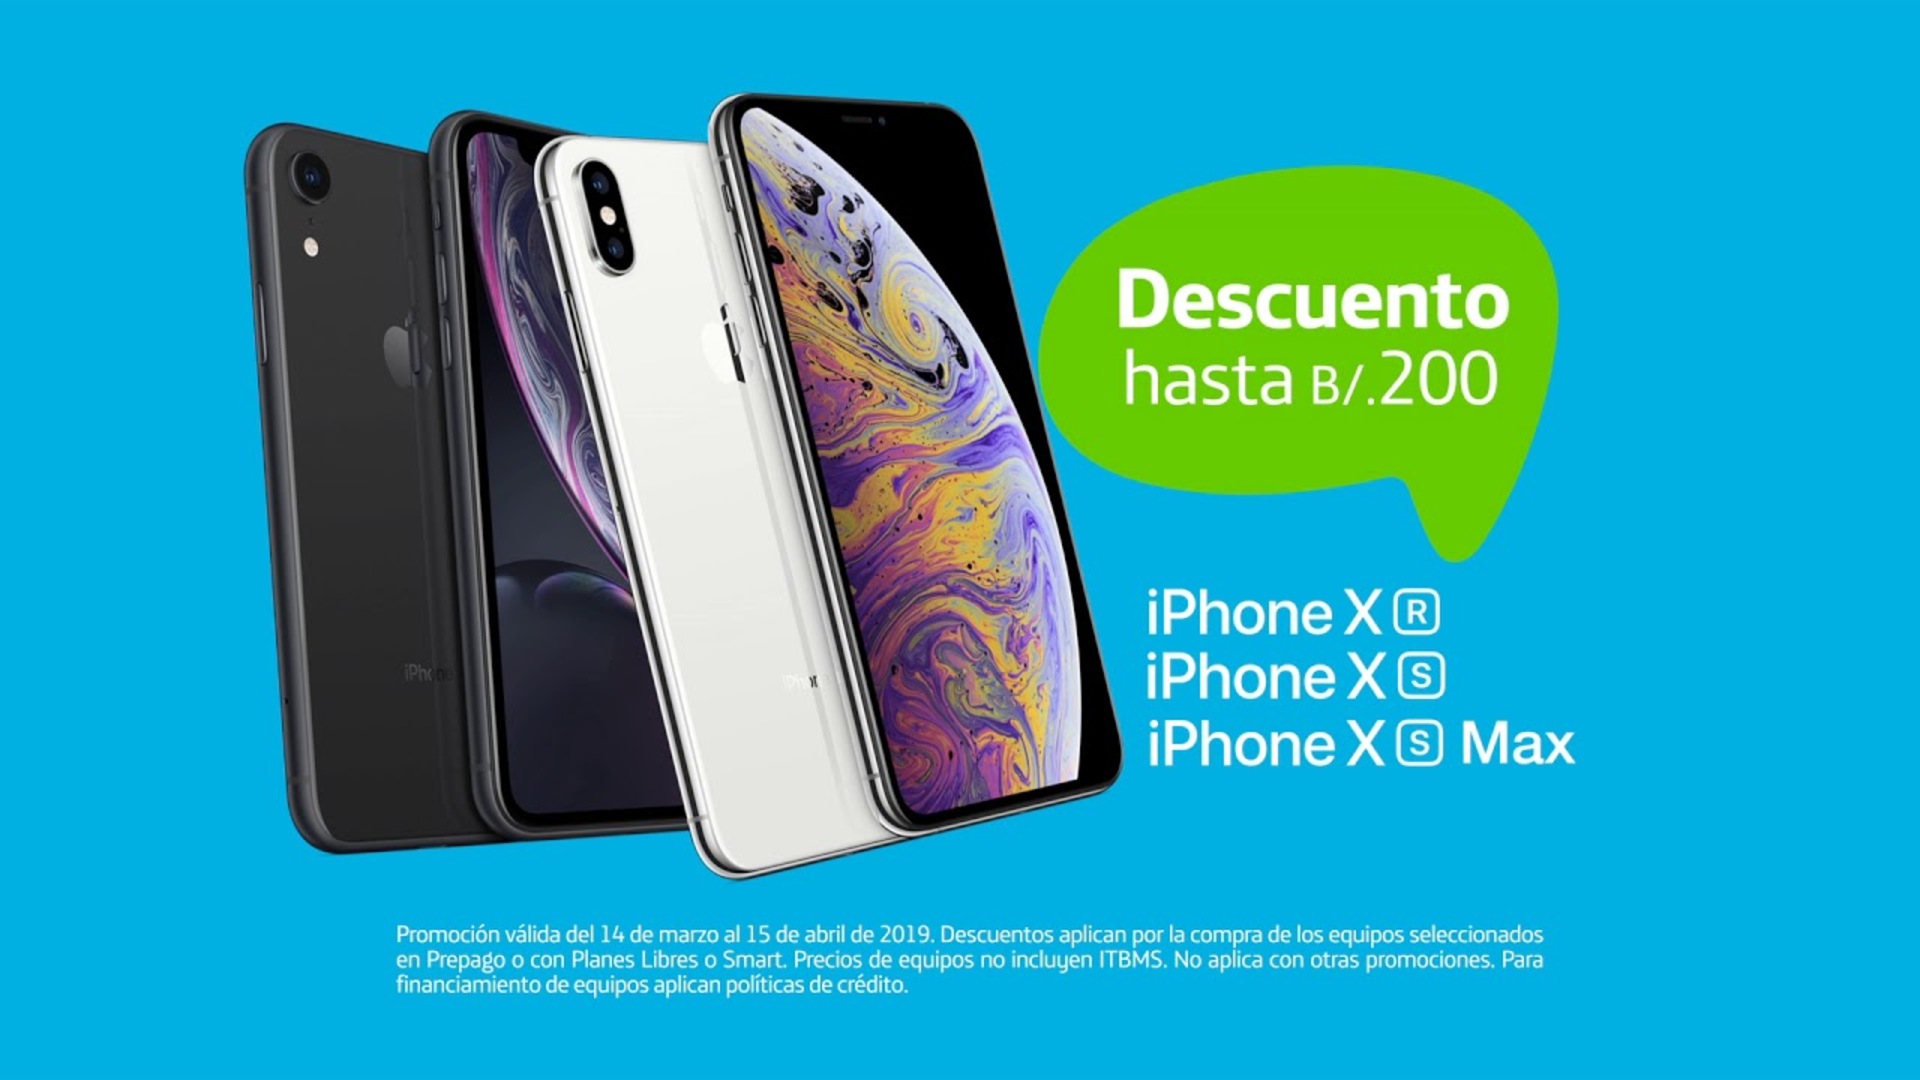 Descuento
hasta B/.200
iPhone XR
iPhone XS
iPhone XS Max
iPhone
iPhone
Promoción válida del 14 de marzo al 15 de abril de 2019. Descuentos aplican por la compra de los equipos seleccionados
en Prepago o con Planes Libres o Smart. Precios de equipos no incluyen ITBMS. No aplica con otras promociones. Para
financiamiento de equipos aplican políticas de crédito.